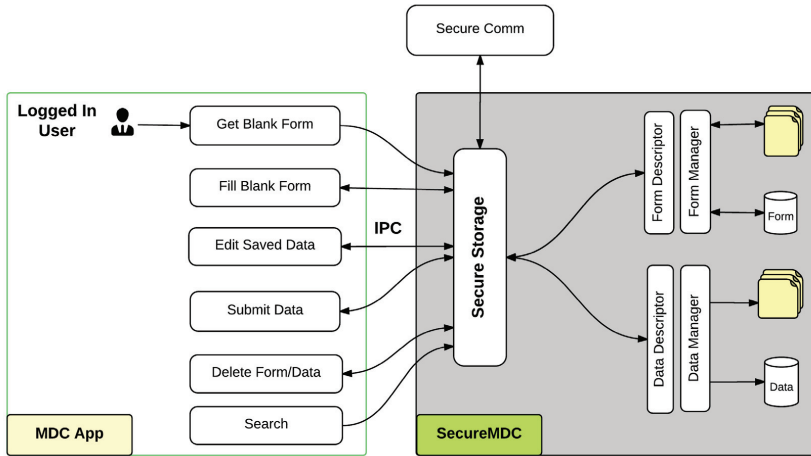 Secure Comm
Logged In
User
Get Blank Form
Fill Blank Form
IPC
Edit Saved Data
Submit Data
Delete Form/Data
Search
MDC App
Secure Storage
Form Descriptor
Form Manager
Form
Data Descriptor
Data Manager
Data
SecureMDC